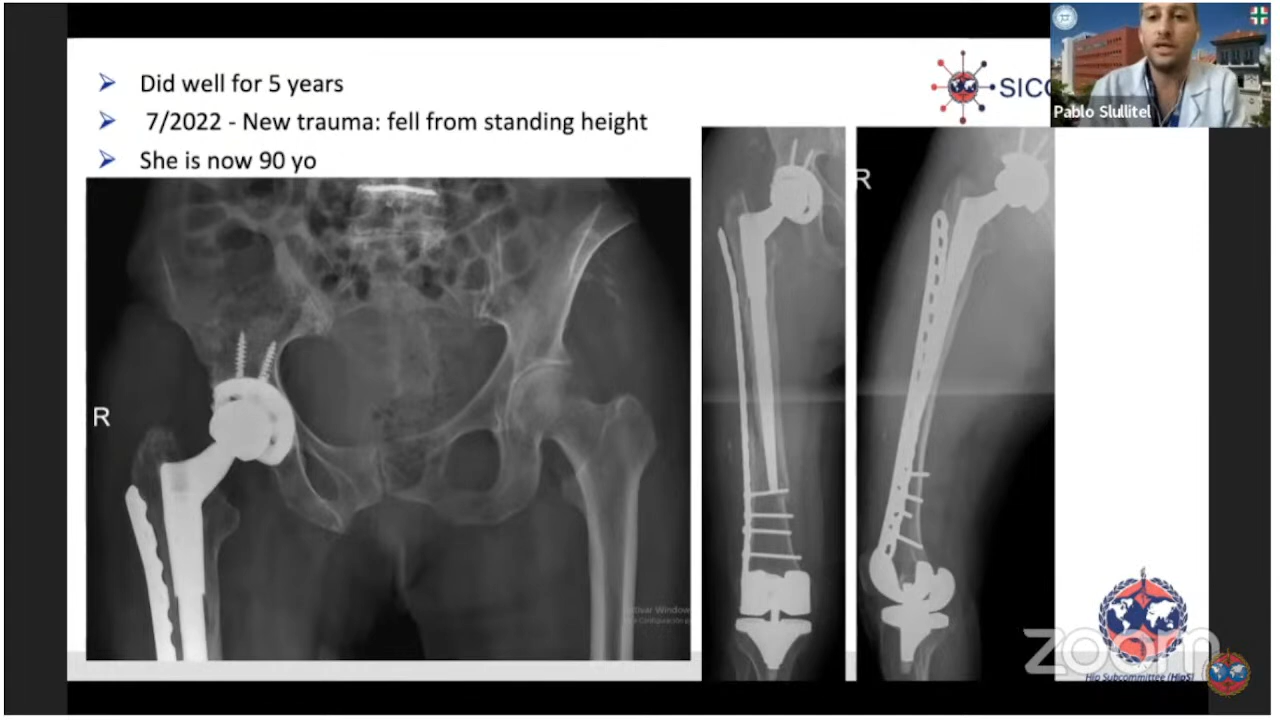 Did well for 5 years
7/2022 - New trauma: fell from standing height
She is now 90 yo
SICO
Pablo Slullitel
R
R
zoom
Hip Subcommittee (HipS)